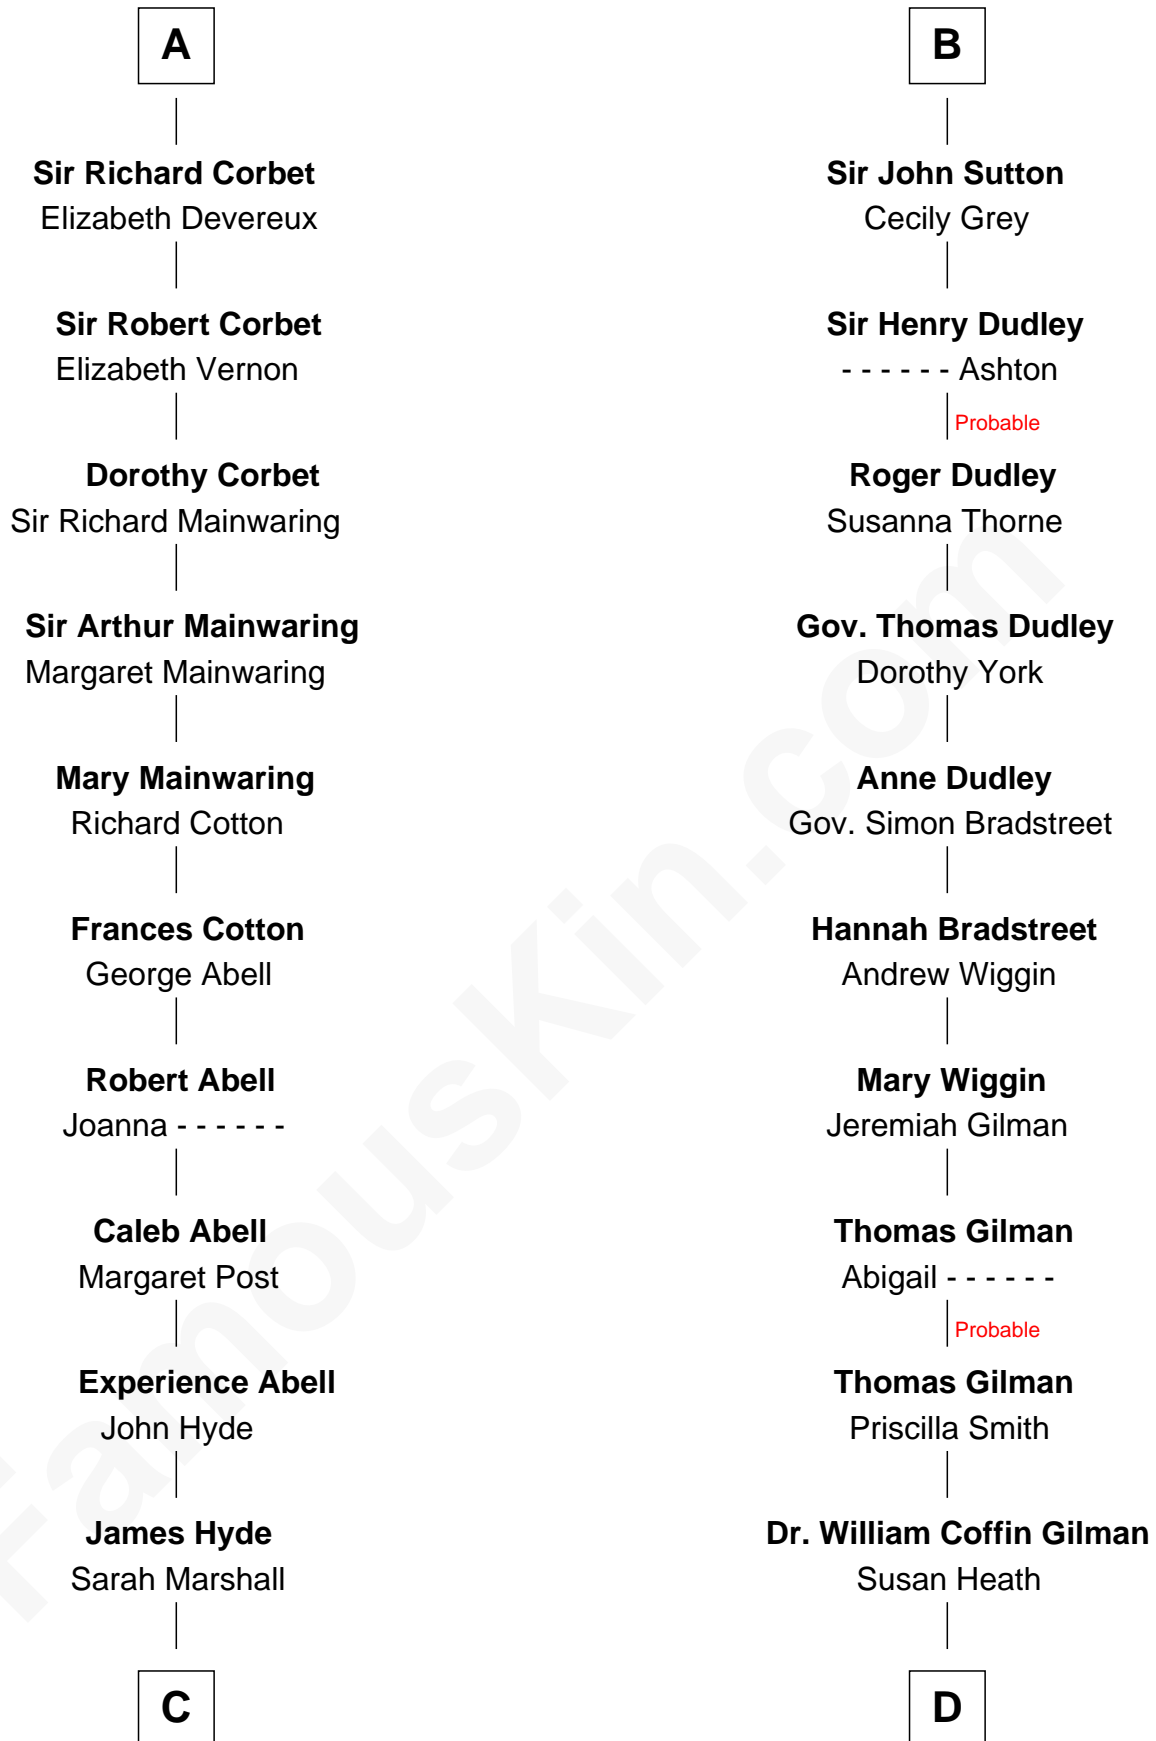 A
Sir Richard Corbet
Elizabeth Devereux
Sir Robert Corbet
Elizabeth Vernon
Dorothy Corbet
Sir Richard Mainwaring
Sir Arthur Mainwaring
Margaret Mainwaring
Mary Mainwaring
Richard Cotton
Frances Cotton
George Abell
Robert Abell
Joanna - - - - - -
Caleb Abell
Margaret Post
Experience Abell
John Hyde
James Hyde
Sarah Marshall
C
B
Sir John Sutton
Cecily Grey
Sir Henry Dudley
- - - - - - Ashton
Probable
Roger Dudley
Susanna Thorne
Gov. Thomas Dudley
Dorothy York
Anne Dudley
Gov. Simon Bradstreet
Hannah Bradstreet
Andrew Wiggin
Mary Wiggin
Jeremiah Gilman
Thomas Gilman
Abigail - - - - - -
Probable
Thomas Gilman
Priscilla Smith
Dr. William Coffin Gilman
Susan Heath
D
FamousKin.com